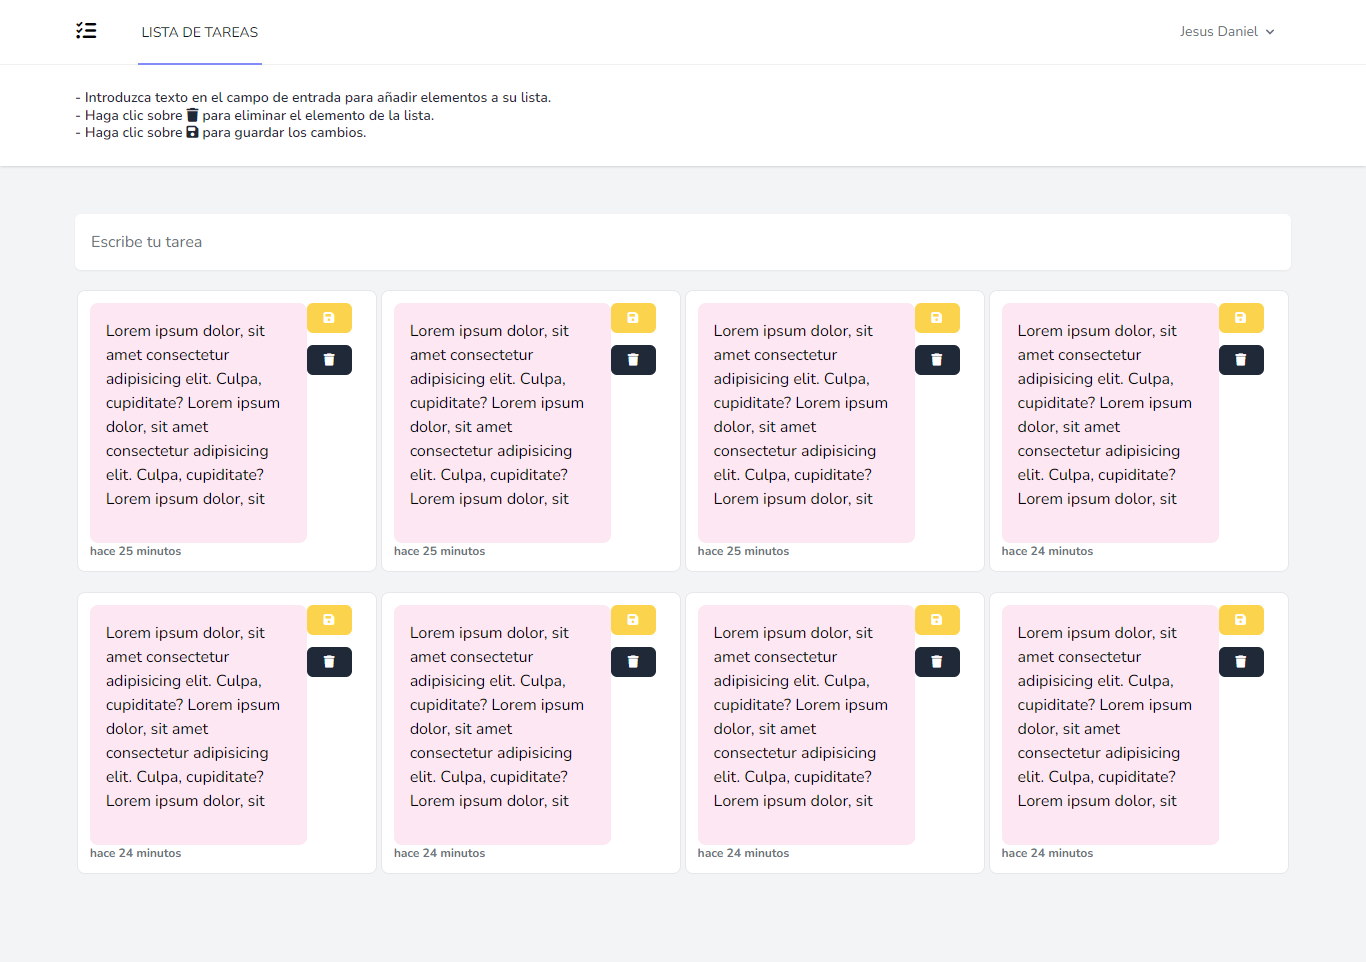 LISTA DE TAREAS
Jesus Daniel
- Introduzca texto en el campo de entrada para añadir elementos a su lista.
- Haga clic sobre para eliminar el elemento de la lista.
- Haga clic sobre para guardar los cambios.
Escribe tu tarea
Lorem ipsum dolor, sit
amet consectetur
adipisicing elit. Culpa,
cupiditate? Lorem ipsum
dolor, sit amet
consectetur adipisicing
elit. Culpa, cupiditate?
Lorem ipsum dolor, sit
hace 25 minutos
Lorem ipsum dolor, sit
amet consectetur
adipisicing elit. Culpa,
cupiditate? Lorem ipsum
dolor, sit amet
consectetur adipisicing
elit. Culpa, cupiditate?
Lorem ipsum dolor, sit
hace 25 minutos
Lorem ipsum dolor, sit
amet consectetur
adipisicing elit. Culpa,
cupiditate? Lorem ipsum
dolor, sit amet
consectetur adipisicing
elit. Culpa, cupiditate?
Lorem ipsum dolor, sit
hace 25 minutos
Lorem ipsum dolor, sit
amet consectetur
adipisicing elit. Culpa,
cupiditate? Lorem ipsum
dolor, sit amet
consectetur adipisicing
elit. Culpa, cupiditate?
Lorem ipsum dolor, sit
hace 24 minutos
Lorem ipsum dolor, sit
amet consectetur
adipisicing elit. Culpa,
cupiditate? Lorem ipsum
dolor, sit amet
consectetur adipisicing
elit. Culpa, cupiditate?
Lorem ipsum dolor, sit
hace 24 minutos
Lorem ipsum dolor, sit
amet consectetur
adipisicing elit. Culpa,
cupiditate? Lorem ipsum
dolor, sit amet
consectetur adipisicing
elit. Culpa, cupiditate?
Lorem ipsum dolor, sit
hace 24 minutos
Lorem ipsum dolor, sit
amet consectetur
adipisicing elit. Culpa,
cupiditate? Lorem ipsum
dolor, sit amet
consectetur adipisicing
elit. Culpa, cupiditate?
Lorem ipsum dolor, sit
hace 24 minutos
Lorem ipsum dolor, sit
amet consectetur
adipisicing elit. Culpa,
cupiditate? Lorem ipsum
dolor, sit amet
consectetur adipisicing
elit. Culpa, cupiditate?
Lorem ipsum dolor, sit
hace 24 minutos